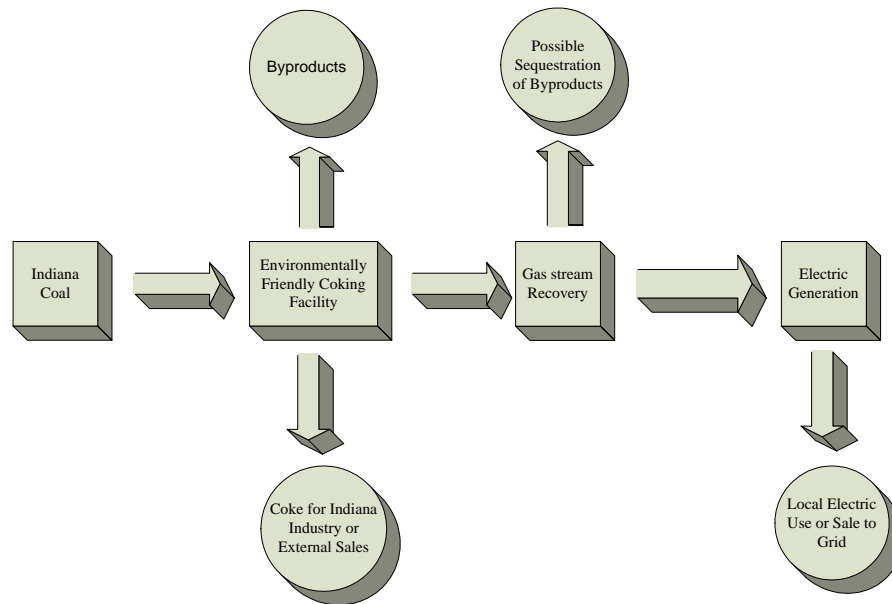 Byproducts
Possible
Sequestration
of Byproducts
Indiana
Coal
Environmentally
Friendly Coking
Facility
Gas stream
Recovery
Electric
Generation
Coke for Indiana
Industry or
External Sales
Local Electric
Use or Sale to
Grid